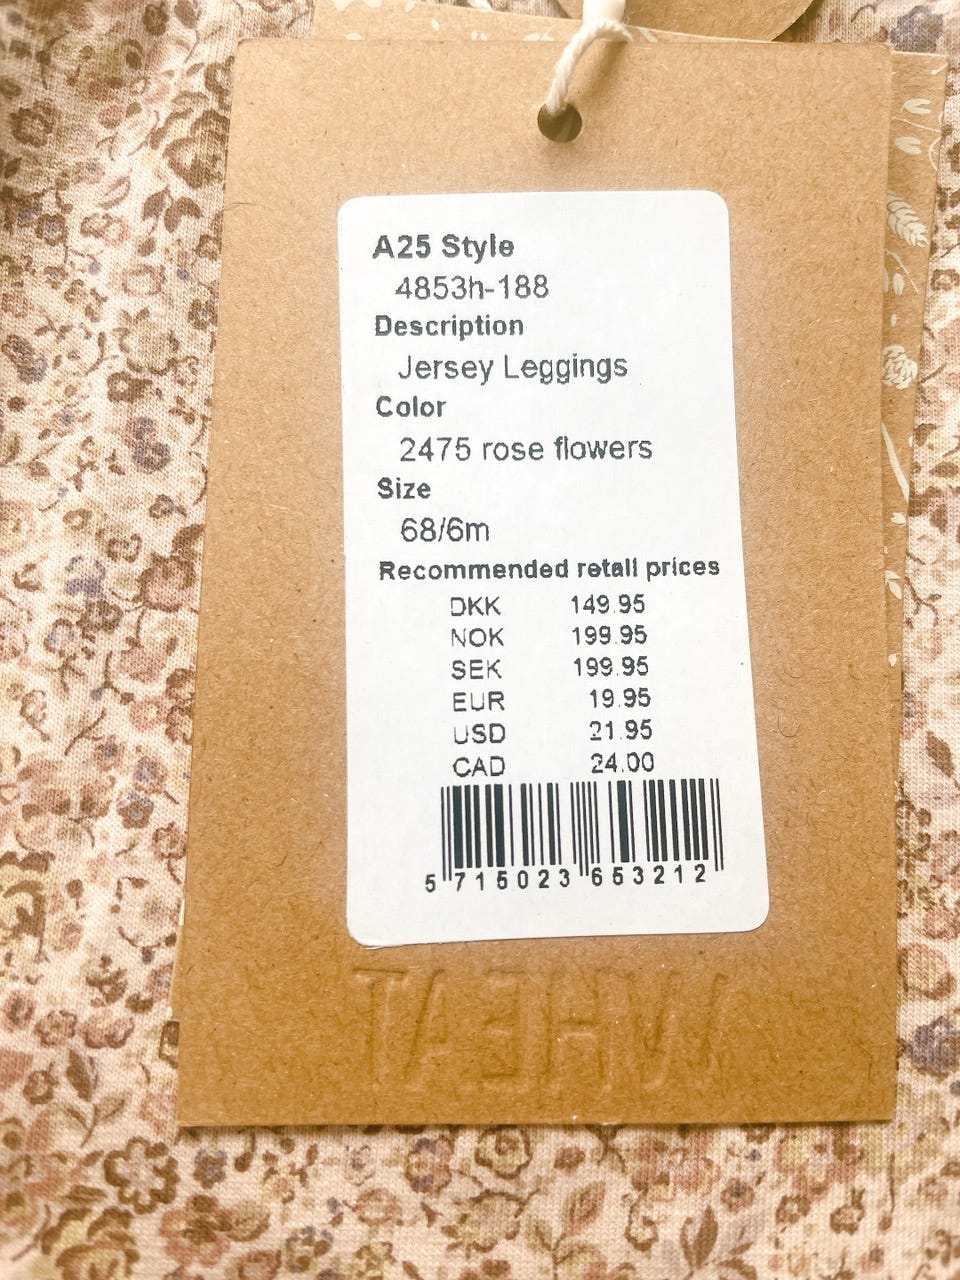 A25 Style
4853h-188
Description
Jersey Leggings
Color
2475 rose flowers
Size
68/6m
Recommended retail prices
DKK 149.95
NOK 199.95
SEK 199.95
EUR 19.95
USD 21.95
CAD 24.00
5 715023 653212
WHEAT